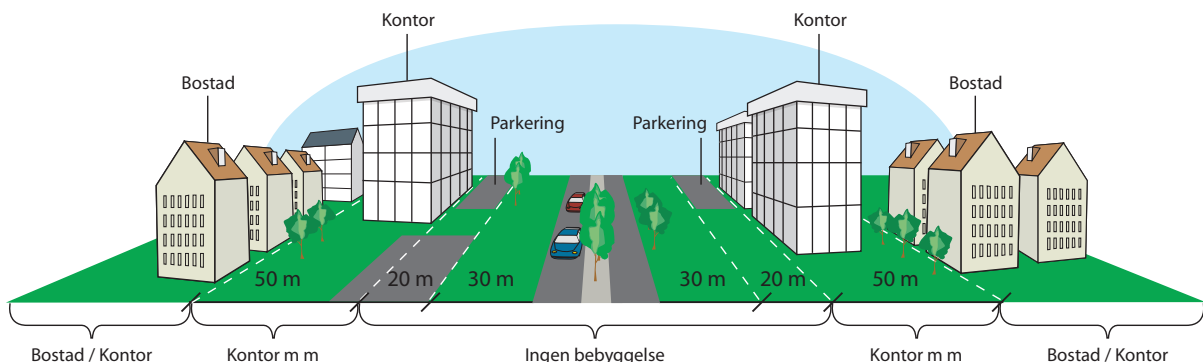 Kontor
Kontor
Bostad
Bostad
Parkering
Parkering
50 m
20 m
30 m
30 m
20 m
50 m
Bostad / Kontor
Kontor m m
Ingen bebyggelse
Kontor m m
Bostad / Kontor